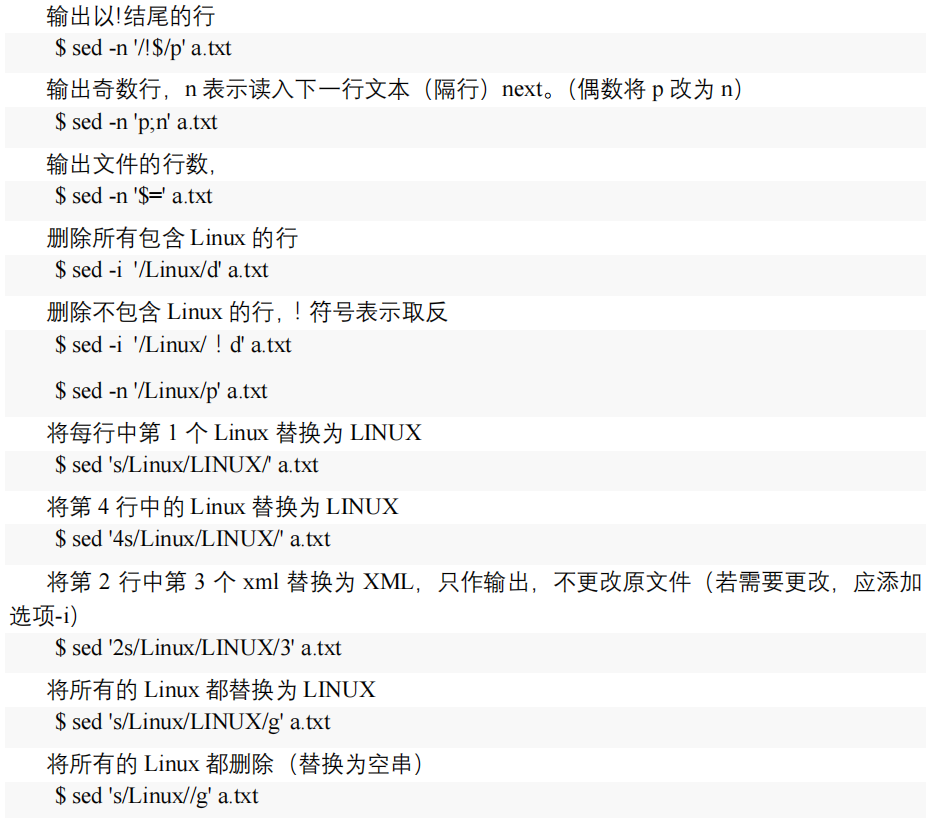 输出以!结尾的行
$ sed -n '/!$/p' a.txt
输出奇数行，n 表示读入下一行文本（隔行）next。（偶数将 p 改为 n）
$ sed -n 'p;n' a.txt
输出文件的行数，
$ sed -n '$=' a.txt
删除所有包含 Linux 的行
$ sed -i  '/Linux/d' a.txt
删除不包含 Linux 的行，！符号表示取反
$ sed -i  '/Linux/！d' a.txt
$ sed -n '/Linux/p' a.txt
将每行中第 1 个 Linux 替换为 LINUX
$ sed 's/Linux/LINUX/' a.txt
将第 4 行中的 Linux 替换为 LINUX
$ sed '4s/Linux/LINUX/' a.txt
将第 2 行中第 3 个 xml 替换为 XML，只作输出，不更改原文件（若需要更改，应添加
选项-i）
$ sed '2s/Linux/LINUX/3' a.txt
将所有的 Linux 都替换为 LINUX
$ sed 's/Linux/LINUX/g' a.txt
将所有的 Linux 都删除（替换为空串）
$ sed 's/Linux//g' a.txt